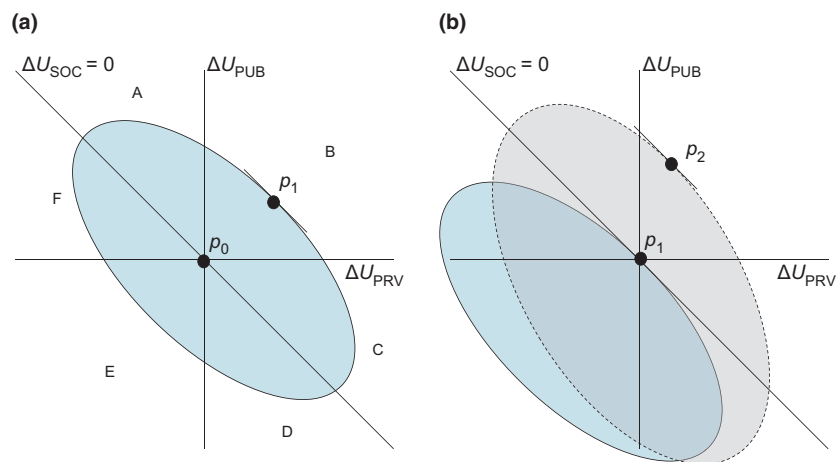 (a)
ΔU_SOC = 0
ΔU_PUB
A
B
p_1
F
p_0
ΔU_PRV
C
E
D
(b)
ΔU_SOC = 0
ΔU_PUB
p_2
p_1
ΔU_PRV